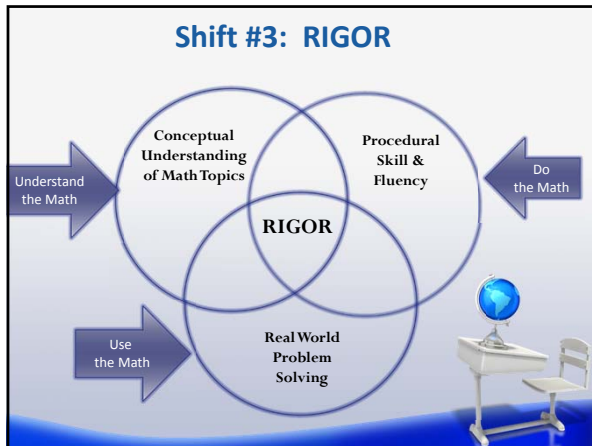 Shift #3: RIGOR
Conceptual
Understanding
of Math Topics
Procedural
Skill &
Fluency
Understand
the Math
Do
the Math
RIGOR
Use
the Math
Real World
Problem
Solving